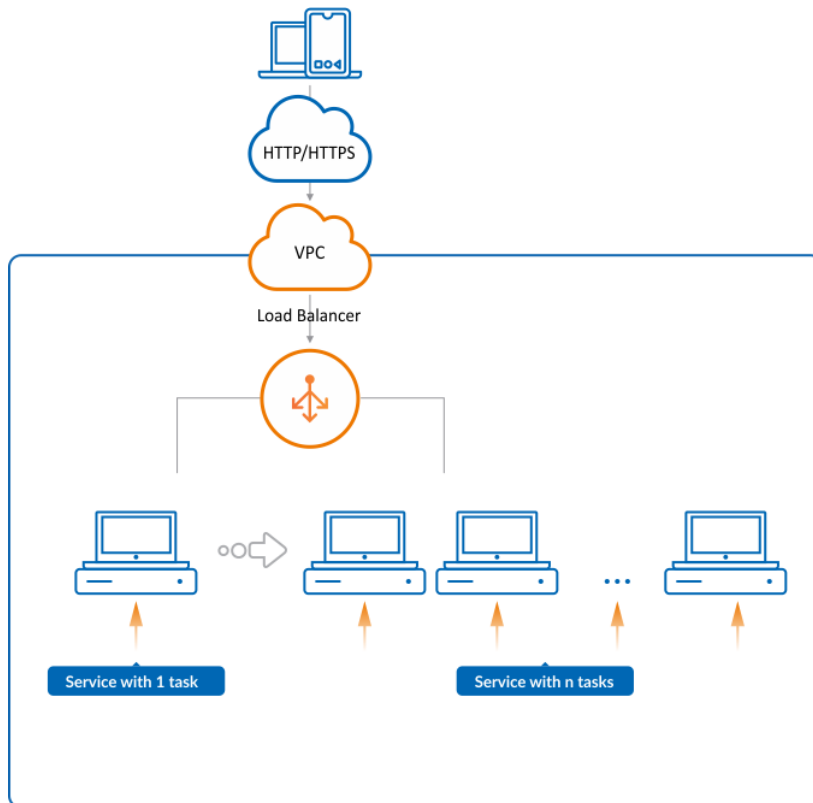 HTTP/HTTPS
VPC
Load Balancer
Service with 1 task
Service with n tasks